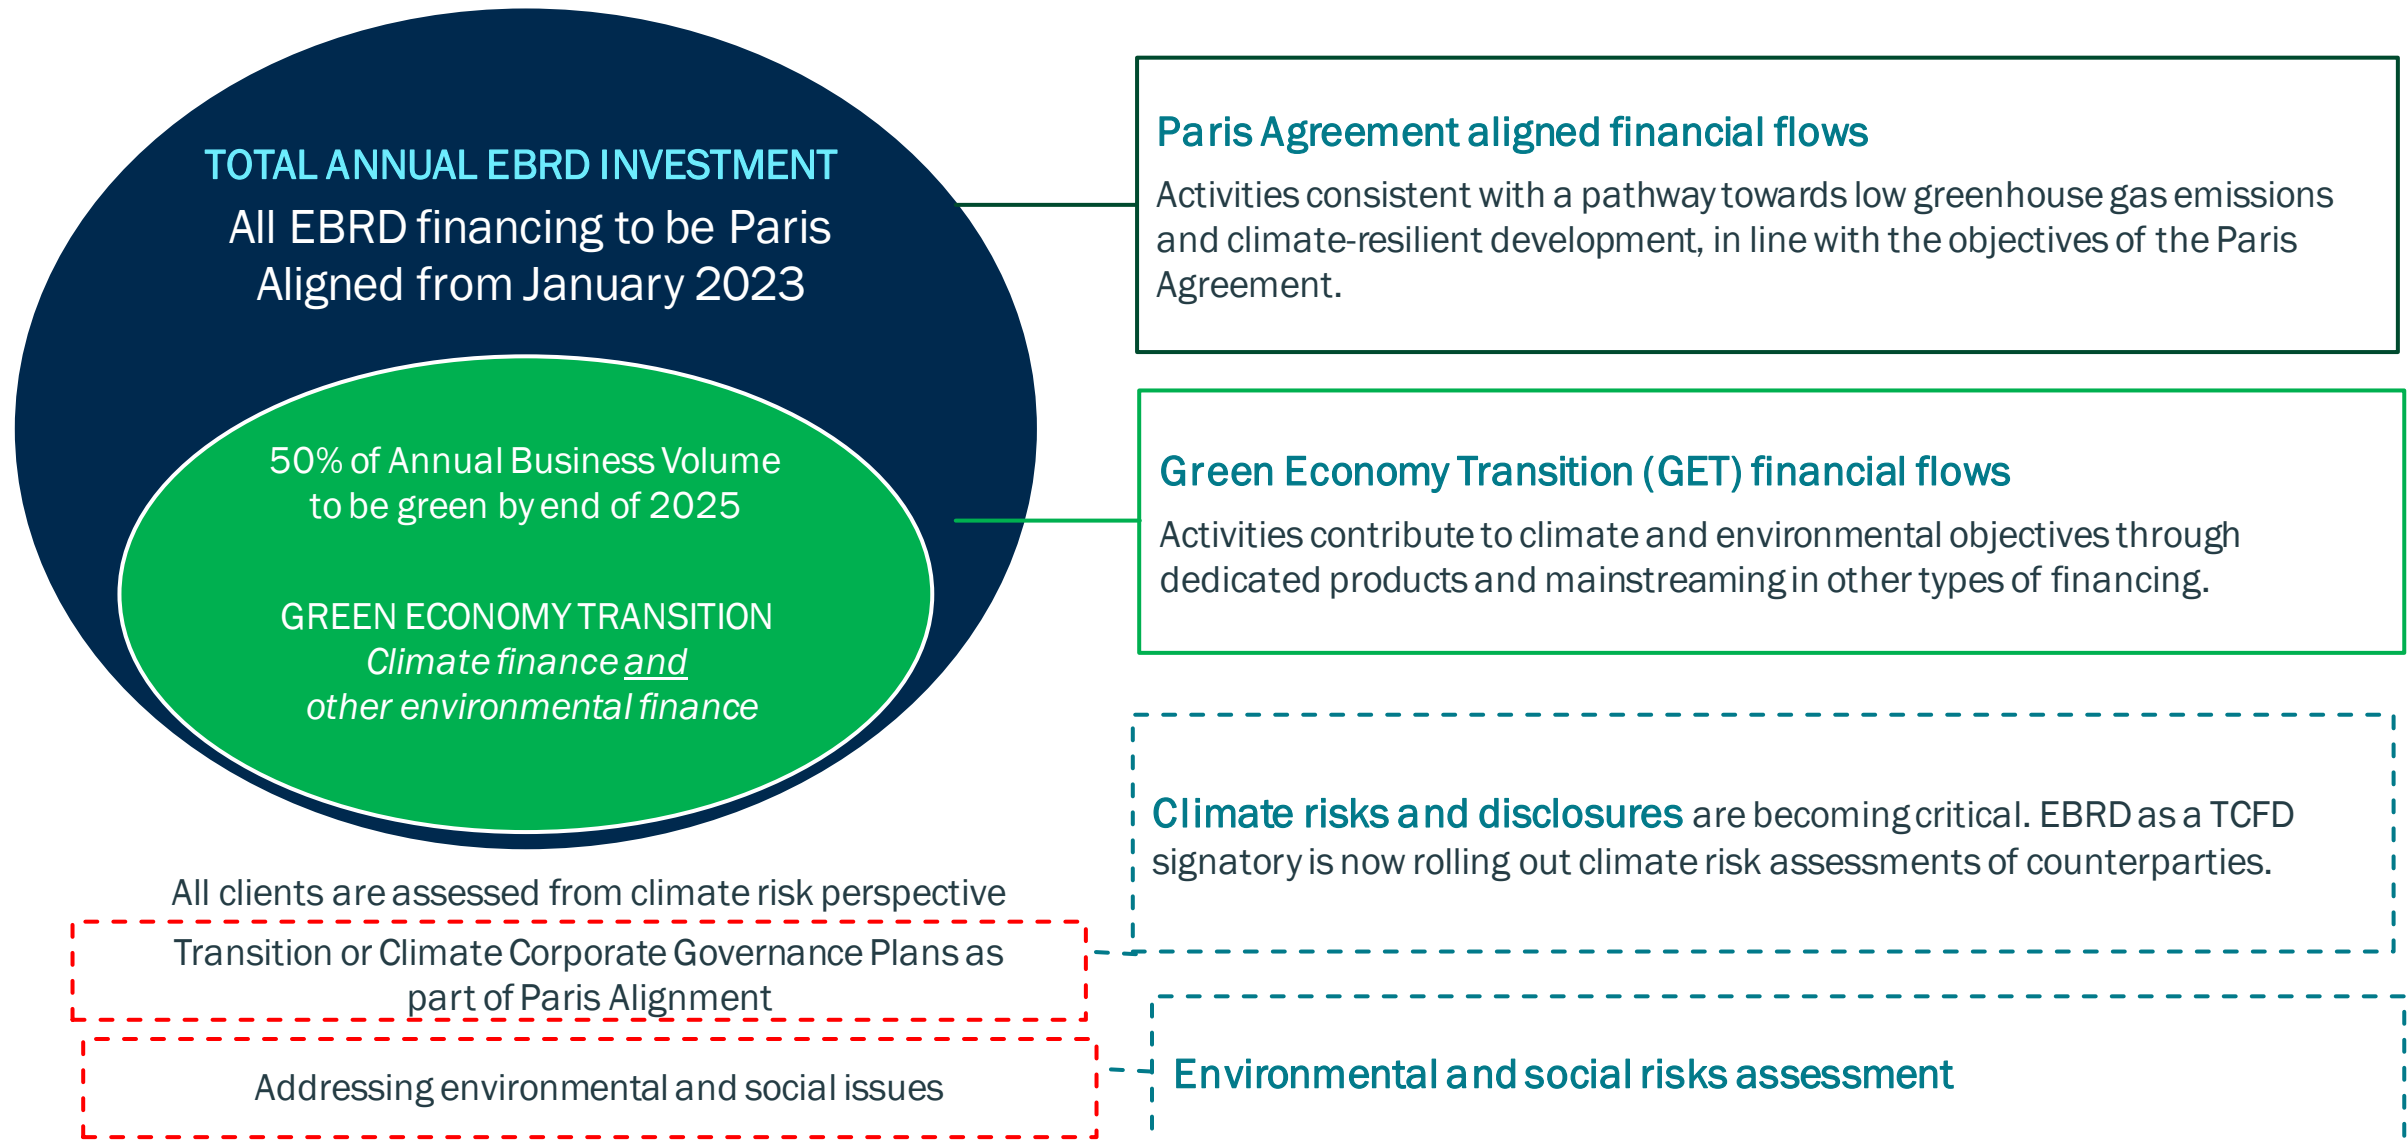 TOTAL ANNUAL EBRD INVESTMENT
All EBRD financing to be Paris
Aligned from January 2023
50% of Annual Business Volume
to be green by end of 2025
GREEN ECONOMY TRANSITION
Climate finance and
other environmental finance
All clients are assessed from climate risk perspective
Transition or Climate Corporate Governance Plans as
part of Paris Alignment
Addressing environmental and social issues
Paris Agreement aligned financial flows
Activities consistent with a pathway towards low greenhouse gas emissions
and climate-resilient development, in line with the objectives of the Paris
Agreement.
Green Economy Transition (GET) financial flows
Activities contribute to climate and environmental objectives through
dedicated products and mainstreaming in other types of financing.
Climate risks and disclosures are becoming critical. EBRD as a TCFD
signatory is now rolling out climate risk assessments of counterparties.
Environmental and social risks assessment